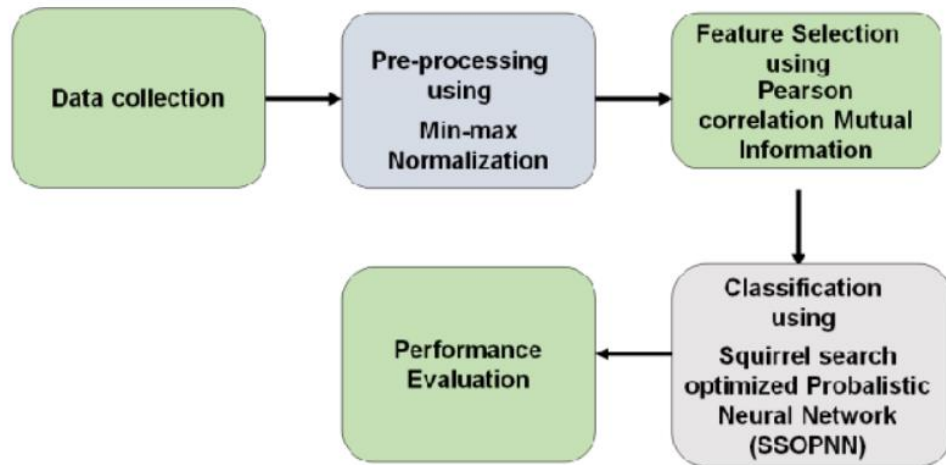 Data collection
Pre-processing
using
Min-max
Normalization
Feature Selection
using
Pearson
correlation Mutual
Information
Classification
using
Squirrel search
optimized Probalistic
Neural Network
(SSOPNN)
Performance
Evaluation